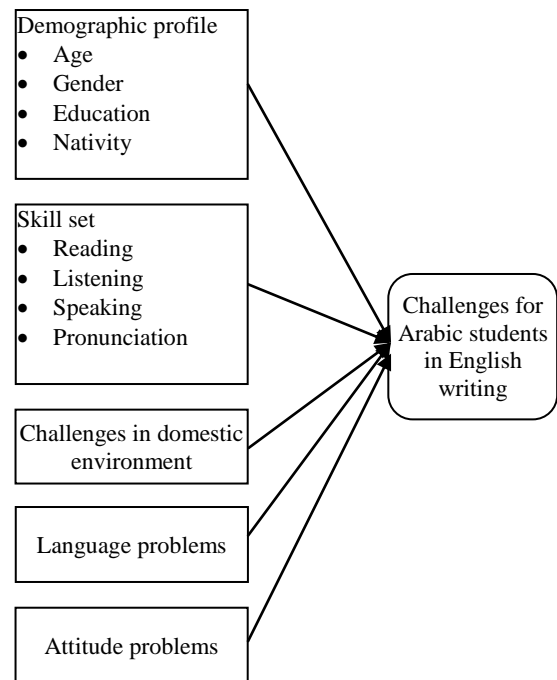 Demographic profile
• Age
• Gender
• Education
• Nativity
Skill set
• Reading
• Listening
• Speaking
• Pronunciation
Challenges in domestic
environment
Language problems
Attitude problems
Challenges for
Arabic students
in English
writing